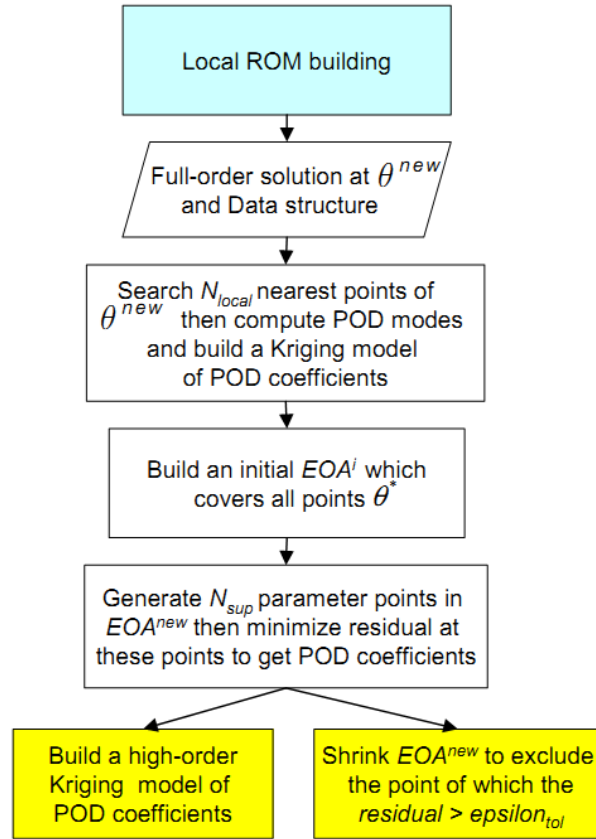 Local ROM building
Full-order solution at θ^new
and Data structure
Search N_local nearest points of
θ^new then compute POD modes
and build a Kriging model
of POD coefficients
Build an initial EOA^i which
covers all points θ^*
Generate N_sup parameter points in
EOA^new then minimize residual at
these points to get POD coefficients
Build a high-order
Kriging model of
POD coefficients
Shrink EOA^new to exclude
the point of which the
residual > epsilon_tol